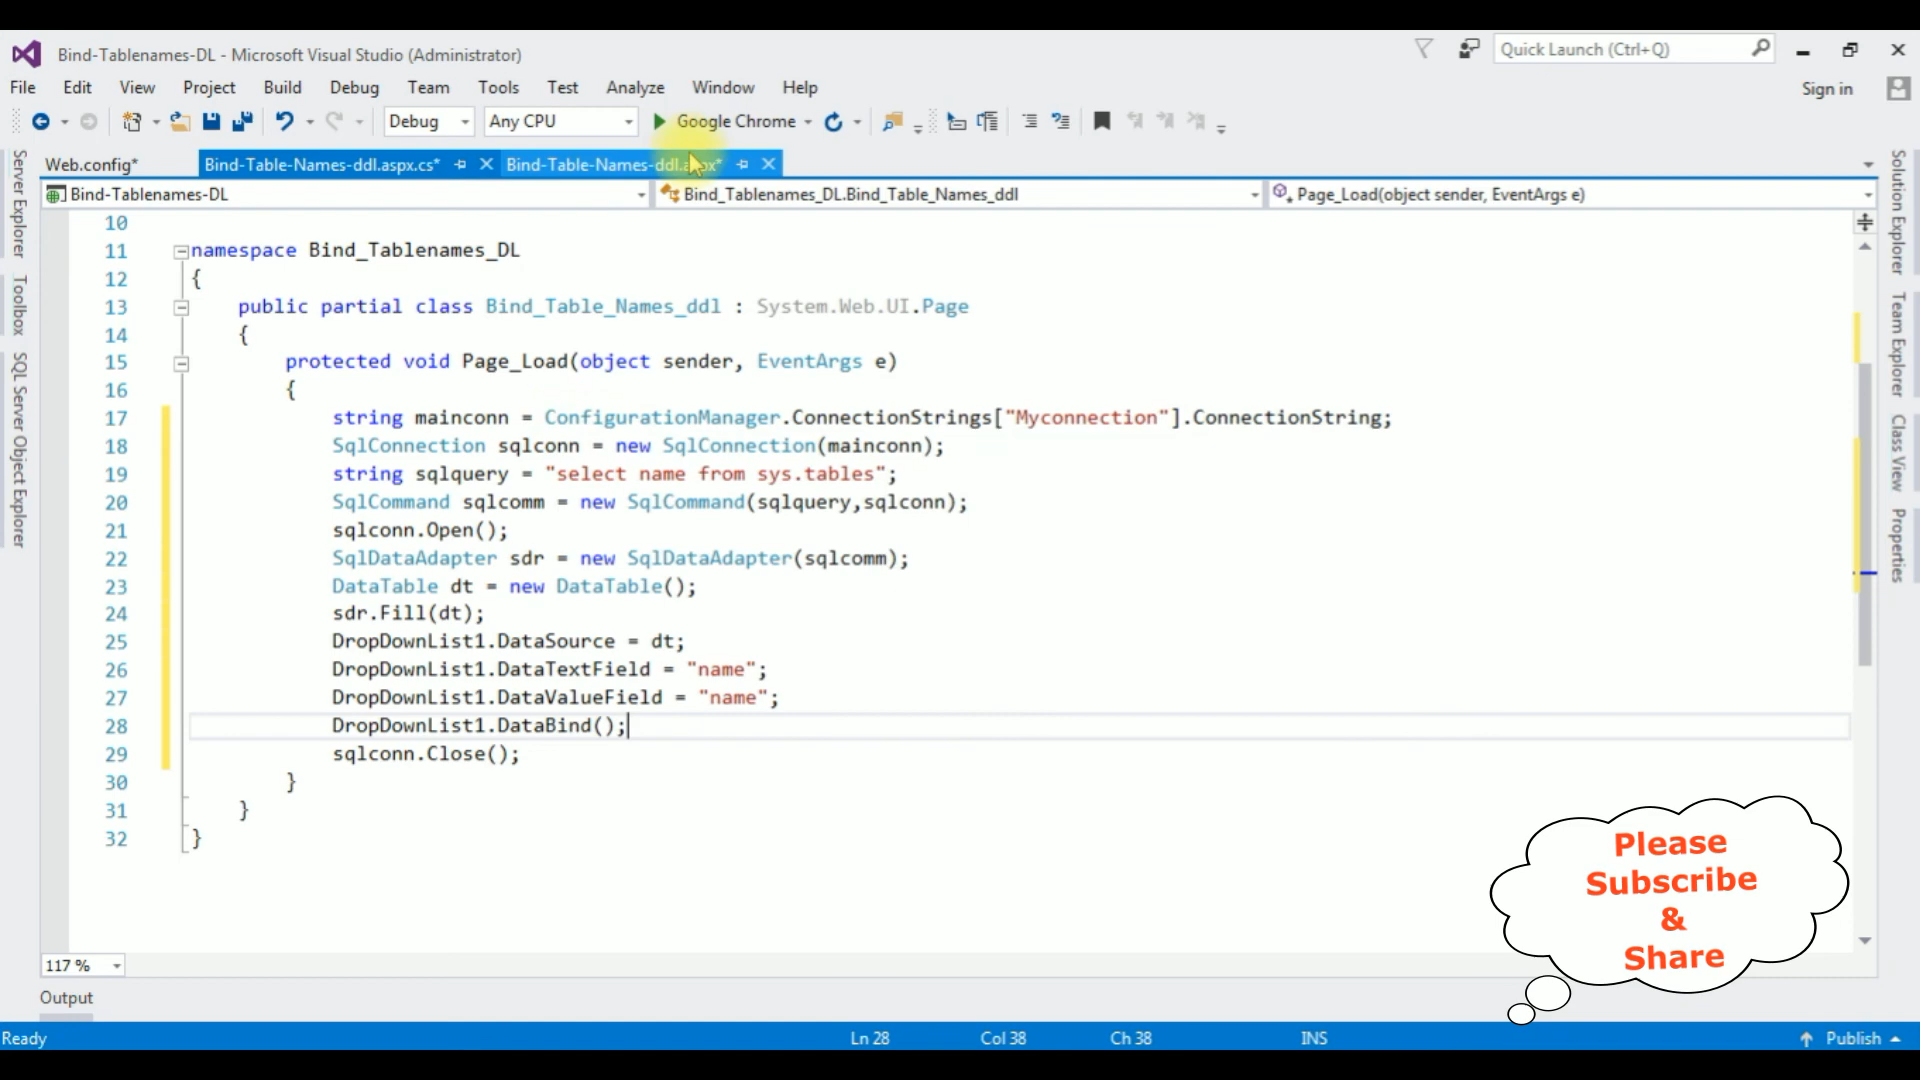 Bind-Tablenames-DL - Microsoft Visual Studio (Administrator)
Quick Launch (Ctrl+Q)
File Edit View Project Build Debug Team Tools Test Analyze Window Help
Sign in
Debug Any CPU Google Chrome
Web.config* Bind-Table-Names-ddl.aspx.cs* Bind-Table-Names-ddl.aspx*
Bind-Tablenames-DL Bind_Tablenames_DL.Bind_Table_Names_ddl Page_Load(object sender, EventArgs e)
Server Explorer
Toolbox
SQL Server Object Explorer
10
11 namespace Bind_Tablenames_DL
12 {
13 public partial class Bind_Table_Names_ddl : System.Web.UI.Page
14 {
15 protected void Page_Load(object sender, EventArgs e)
16 {
17 string mainconn = ConfigurationManager.ConnectionStrings["Myconnection"].ConnectionString;
18 SqlConnection sqlconn = new SqlConnection(mainconn);
19 string sqlquery = "select name from sys.tables";
20 SqlCommand sqlcomm = new SqlCommand(sqlquery,sqlconn);
21 sqlconn.Open();
22 SqlDataAdapter sdr = new SqlDataAdapter(sqlcomm);
23 DataTable dt = new DataTable();
24 sdr.Fill(dt);
25 DropDownList1.DataSource = dt;
26 DropDownList1.DataTextField = "name";
27 DropDownList1.DataValueField = "name";
28 DropDownList1.DataBind();
29 sqlconn.Close();
30 }
31 }
32 }
Solution Explorer
Team Explorer
Class View
Properties
Please
Subscribe
&
Share
117 %
Output
Ready Ln 28 Col 38 Ch 38 INS Publish